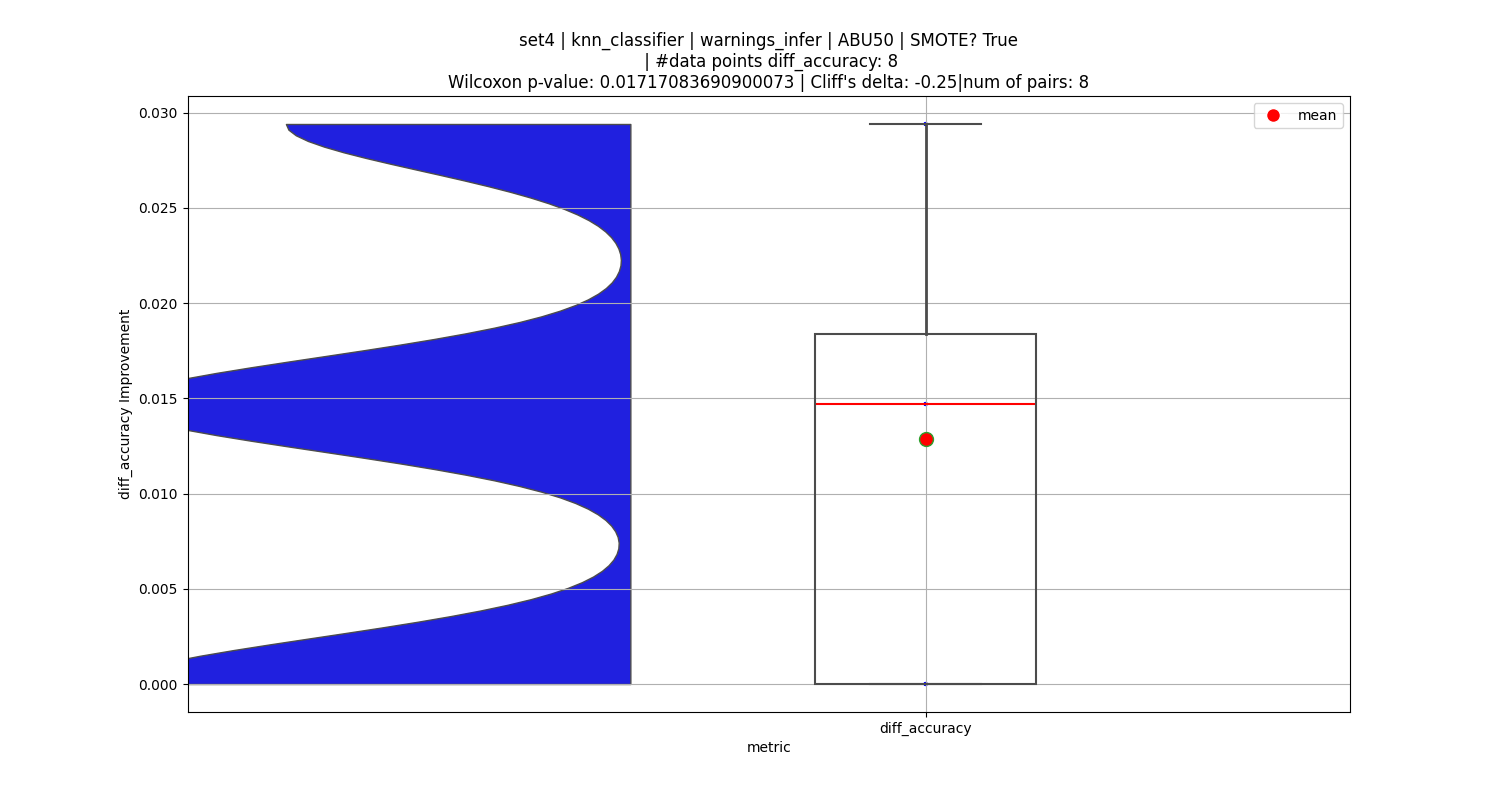 set4 | knn_classifier | warnings_infer | ABU50 | SMOTE? True
| #data points diff_accuracy: 8
Wilcoxon p-value: 0.01717083690900073 | Cliff's delta: -0.25|num of pairs: 8
mean
0.030
0.025
0.020
0.015
0.010
0.005
0.000
diff_accuracy Improvement
diff_accuracy
metric